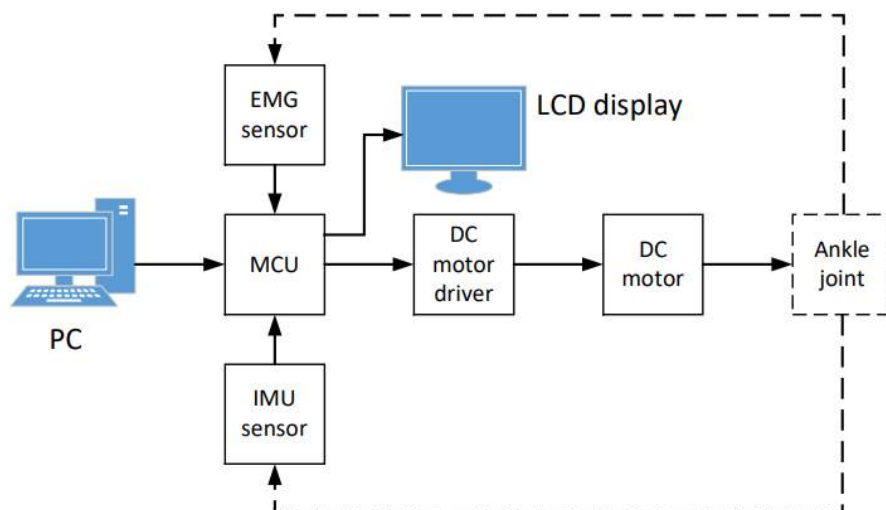 EMG
sensor
LCD display
PC
MCU
DC
motor
driver
DC
motor
Ankle
joint
IMU
sensor